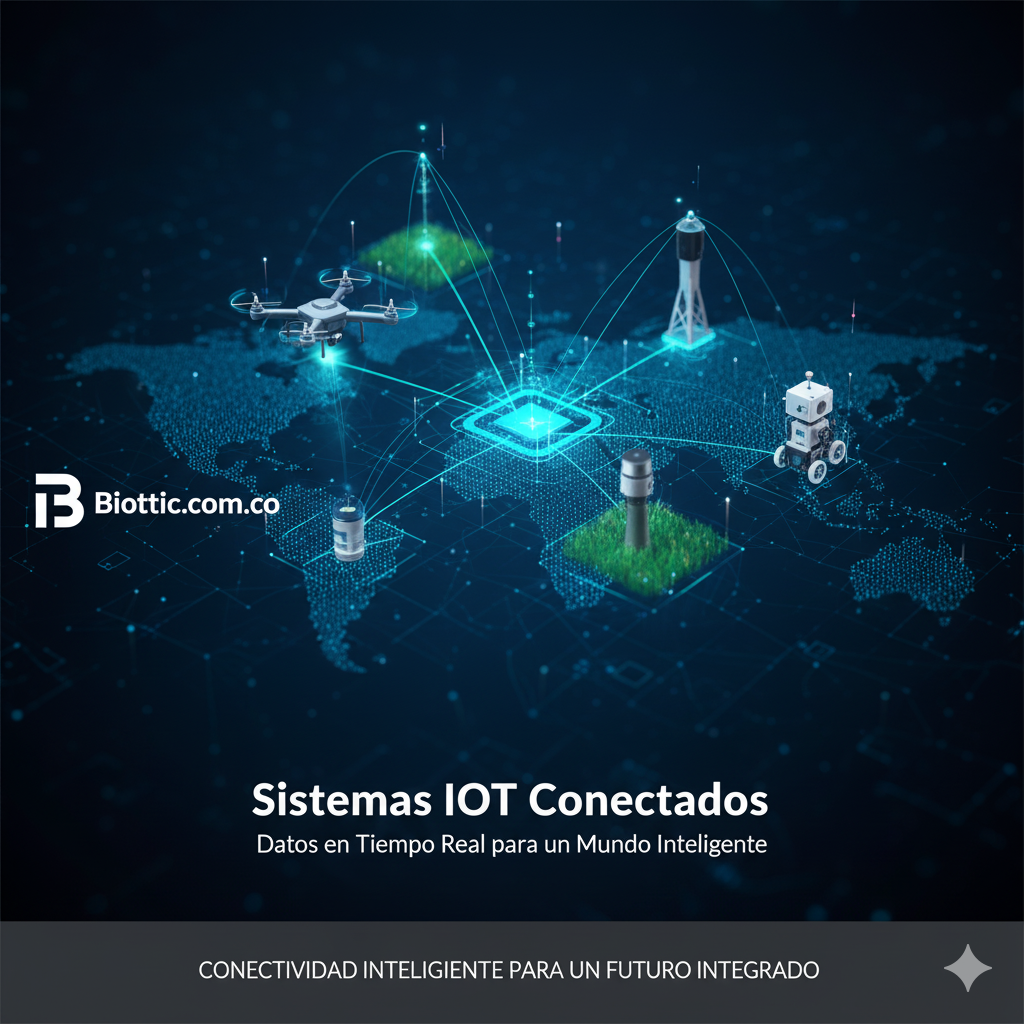 Biottic.com.co
Sistemas IOT Conectados
Datos en Tiempo Real para un Mundo Inteligente
CONECTIVIDAD INTELIGIENTE PARA UN FUTURO INTEGRADO